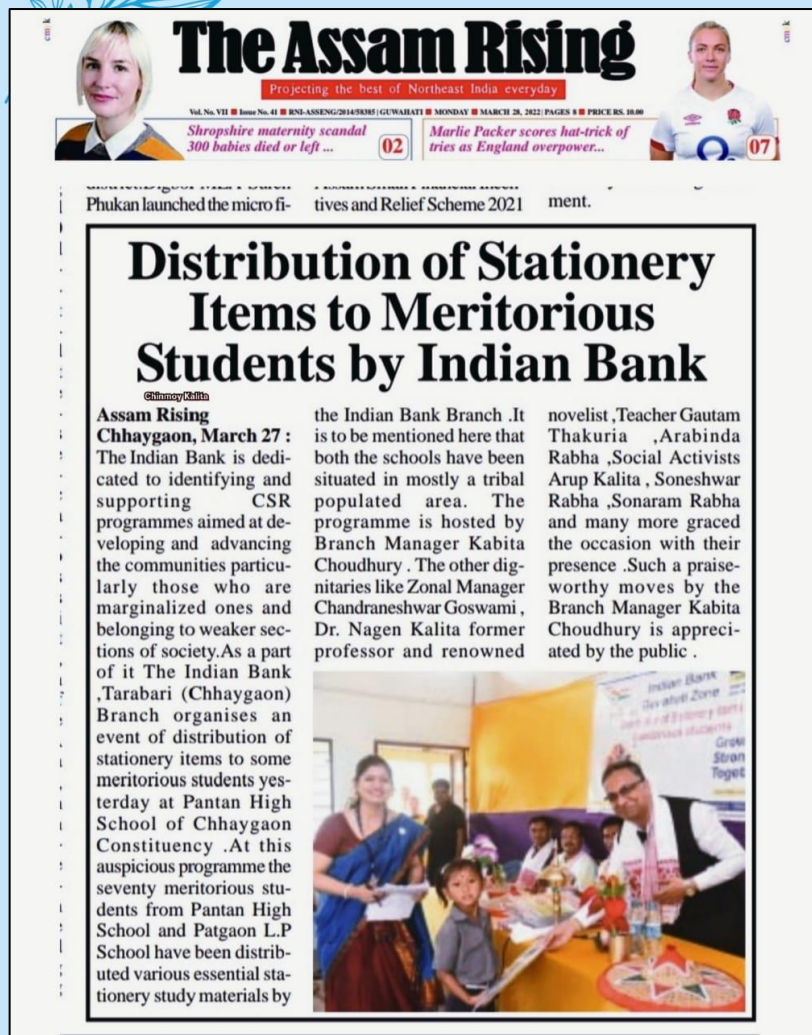 The Assam Rising
Projecting the best of Northeast India everyday
Vol. No. VII ■ Issue No. 41 ■ RNI-ASSENG/2014/58385 | GUWAHATI ■ MONDAY ■ MARCH 28, 2022 | PAGES 8 ■ PRICE RS. 10.00
Shropshire maternity scandal
300 babies died or left ...
02
Marlie Packer scores hat-trick of
tries as England overpower...
07
Phukan launched the micro fi-
tives and Relief Scheme 2021
ment.
Distribution of Stationery
Items to Meritorious
Students by Indian Bank
Chinmoy Kalita
Assam Rising
Chhaygaon, March 27 :
The Indian Bank is dedi-
cated to identifying and
supporting CSR
programmes aimed at de-
veloping and advancing
the communities particu-
larly those who are
marginalized ones and
belonging to weaker sec-
tions of society.As a part
of it The Indian Bank
,Tarabari (Chhaygaon)
Branch organises an
event of distribution of
stationery items to some
meritorious students yes-
terday at Pantan High
School of Chhaygaon
Constituency .At this
auspicious programme the
seventy meritorious stu-
dents from Pantan High
School and Patgaon L.P
School have been distrib-
uted various essential sta-
tionery study materials by
the Indian Bank Branch .It
is to be mentioned here that
both the schools have been
situated in mostly a tribal
populated area. The
programme is hosted by
Branch Manager Kabita
Choudhury . The other dig-
nitaries like Zonal Manager
Chandraneshwar Goswami ,
Dr. Nagen Kalita former
professor and renowned
novelist ,Teacher Gautam
Thakuria ,Arabinda
Rabha ,Social Activists
Arup Kalita , Soneshwar
Rabha ,Sonaram Rabha
and many more graced
the occasion with their
presence .Such a praise-
worthy moves by the
Branch Manager Kabita
Choudhury is appreci-
ated by the public .
Indian Bank
Zone